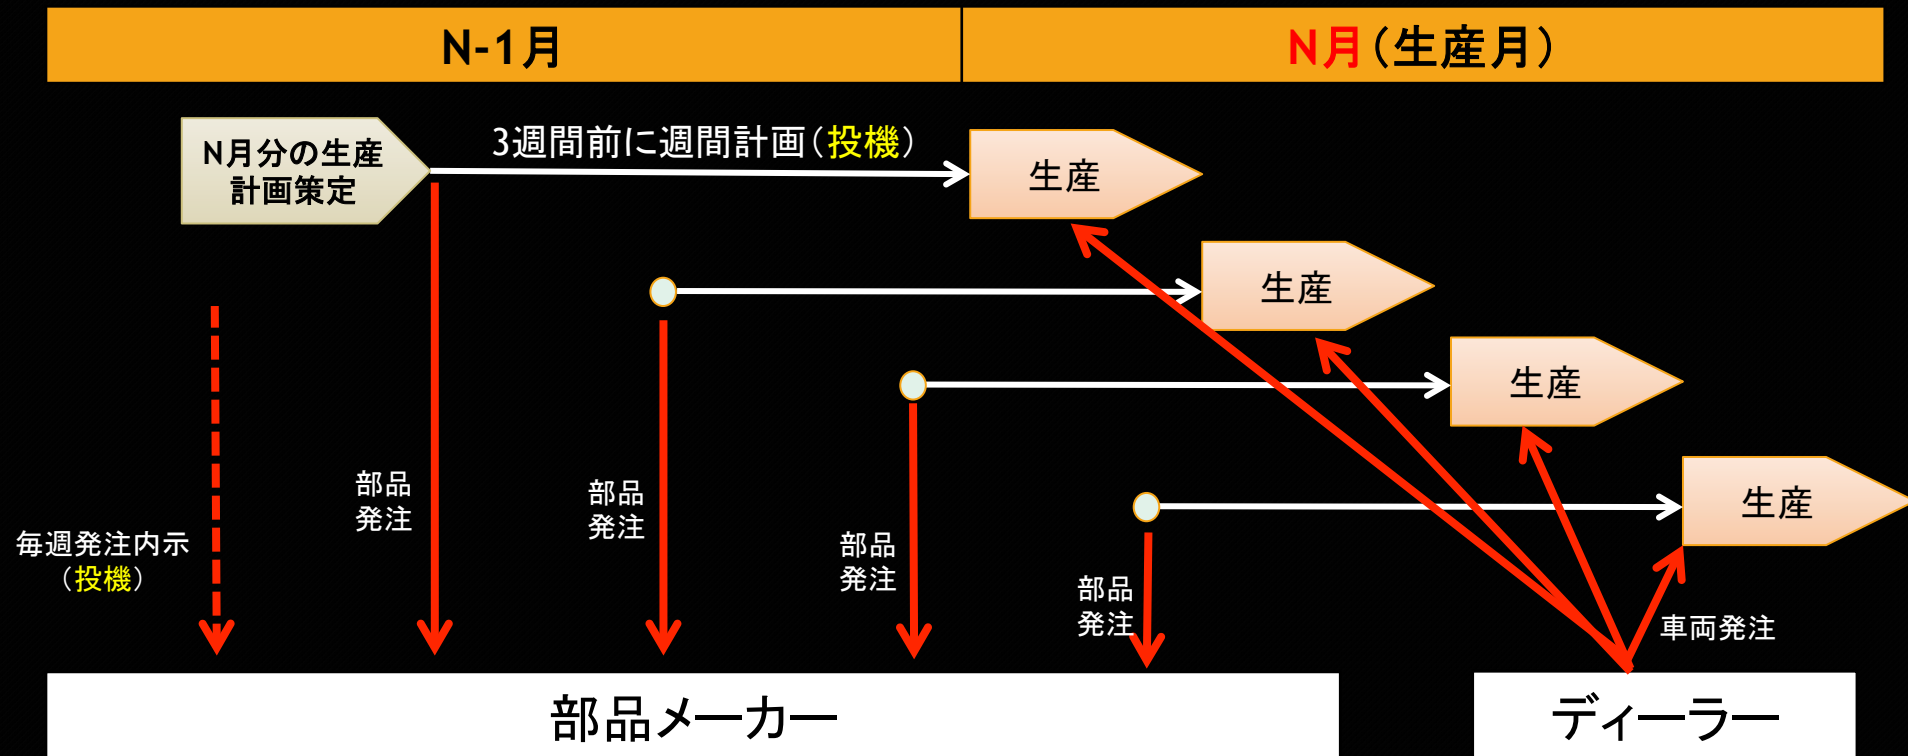 N-1月
N月(生産月)
N月分の生産
計画策定
3週間前に週間計画(投機)
生産
生産
生産
生産
毎週発注内示
(投機)
部品
発注
部品
発注
部品
発注
部品
発注
車両発注
部品メーカー
ディーラー